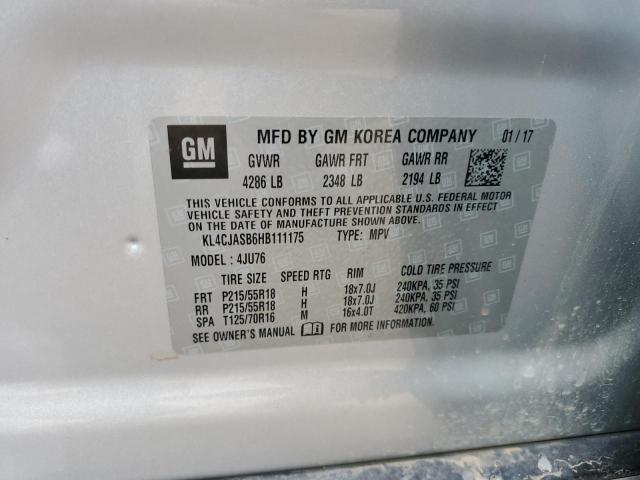 GM MFD BY GM KOREA COMPANY 01/17
GVWR GAWR FRT GAWR RR
4286 LB 2348 LB 2194 LB
THIS VEHICLE CONFORMS TO ALL APPLICABLE U.S. FEDERAL MOTOR
VEHICLE SAFETY AND THEFT PREVENTION STANDARDS IN EFFECT
ON THE DATE OF MANUFACTURE SHOWN ABOVE.
KL4CJASB6HB111175 TYPE: MPV
MODEL: 4JU76
TIRE SIZE SPEED RTG RIM COLD TIRE PRESSURE
FRT P215/55R18 H 18x7.0J 240KPA, 35 PSI
RR P215/55R18 H 18x7.0J 240KPA, 35 PSI
SPA T125/70R16 M 16x4.0T 420KPA, 60 PSI
SEE OWNER'S MANUAL FOR MORE INFORMATION.